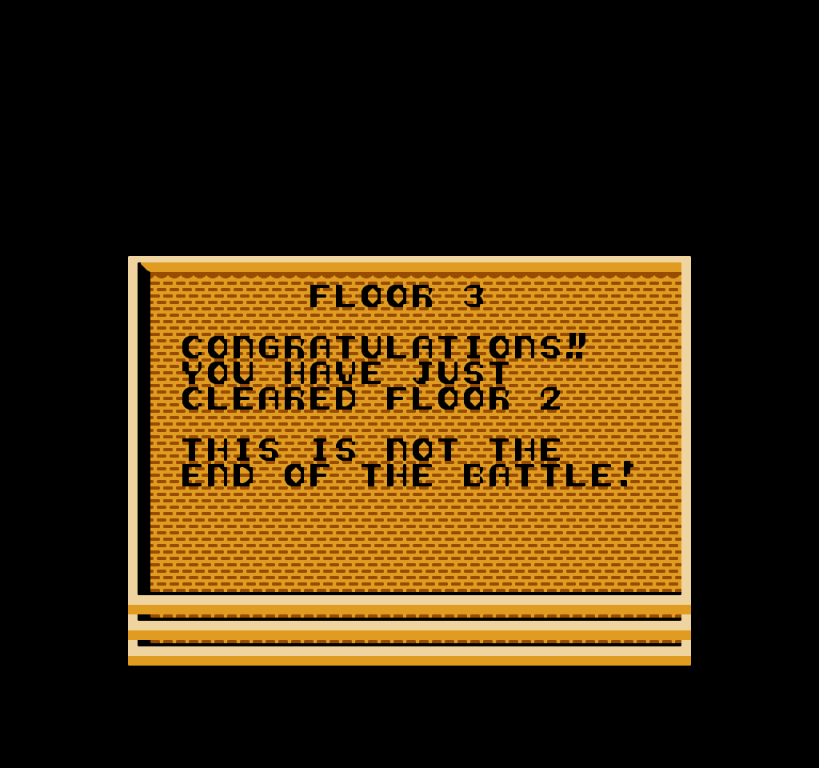 FLOOR 3
CONGRATULATIONS!!
YOU HAVE JUST
CLEARED FLOOR 2
THIS IS NOT THE
END OF THE BATTLE!